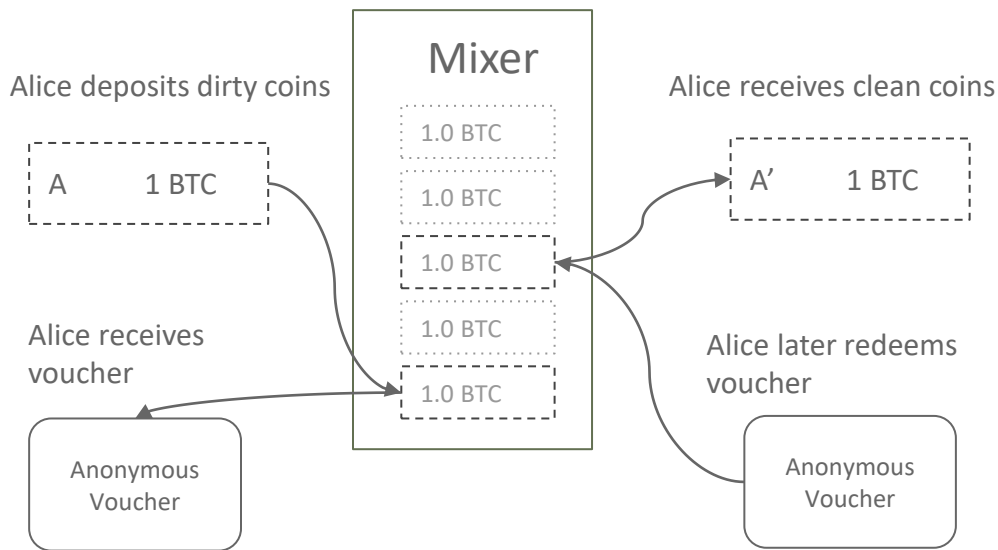 Mixer
Alice deposits dirty coins
A 1 BTC
Alice receives
voucher
Anonymous
Voucher
1.0 BTC
1.0 BTC
1.0 BTC
1.0 BTC
1.0 BTC
Alice receives clean coins
A’ 1 BTC
Alice later redeems
voucher
Anonymous
Voucher